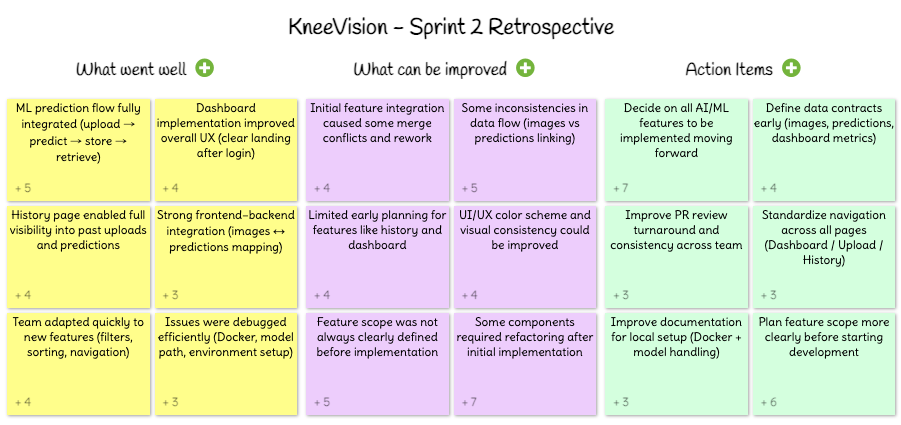 KneeVision - Sprint 2 Retrospective
What went well
ML prediction flow fully
integrated (upload →
predict → store →
retrieve)
+ 5
Dashboard
implementation improved
overall UX (clear landing
after login)
+ 4
History page enabled full
visibility into past uploads
and predictions
+ 4
Strong frontend–backend
integration (images ↔
predictions mapping)
+ 3
Team adapted quickly to
new features (filters,
sorting, navigation)
+ 4
Issues were debugged
efficiently (Docker, model
path, environment setup)
+ 3
What can be improved
Initial feature integration
caused some merge
conflicts and rework
+ 4
Some inconsistencies in
data flow (images vs
predictions linking)
+ 5
Limited early planning for
features like history and
dashboard
+ 4
UI/UX color scheme and
visual consistency could
be improved
+ 4
Feature scope was not
always clearly defined
before implementation
+ 5
Some components
required refactoring after
initial implementation
+ 7
Action Items
Decide on all AI/ML
features to be
implemented moving
forward
+ 7
Define data contracts
early (images, predictions,
dashboard metrics)
+ 4
Improve PR review
turnaround and
consistency across team
+ 3
Standardize navigation
across all pages
(Dashboard / Upload /
History)
+ 3
Improve documentation
for local setup (Docker +
model handling)
+ 3
Plan feature scope more
clearly before starting
development
+ 6